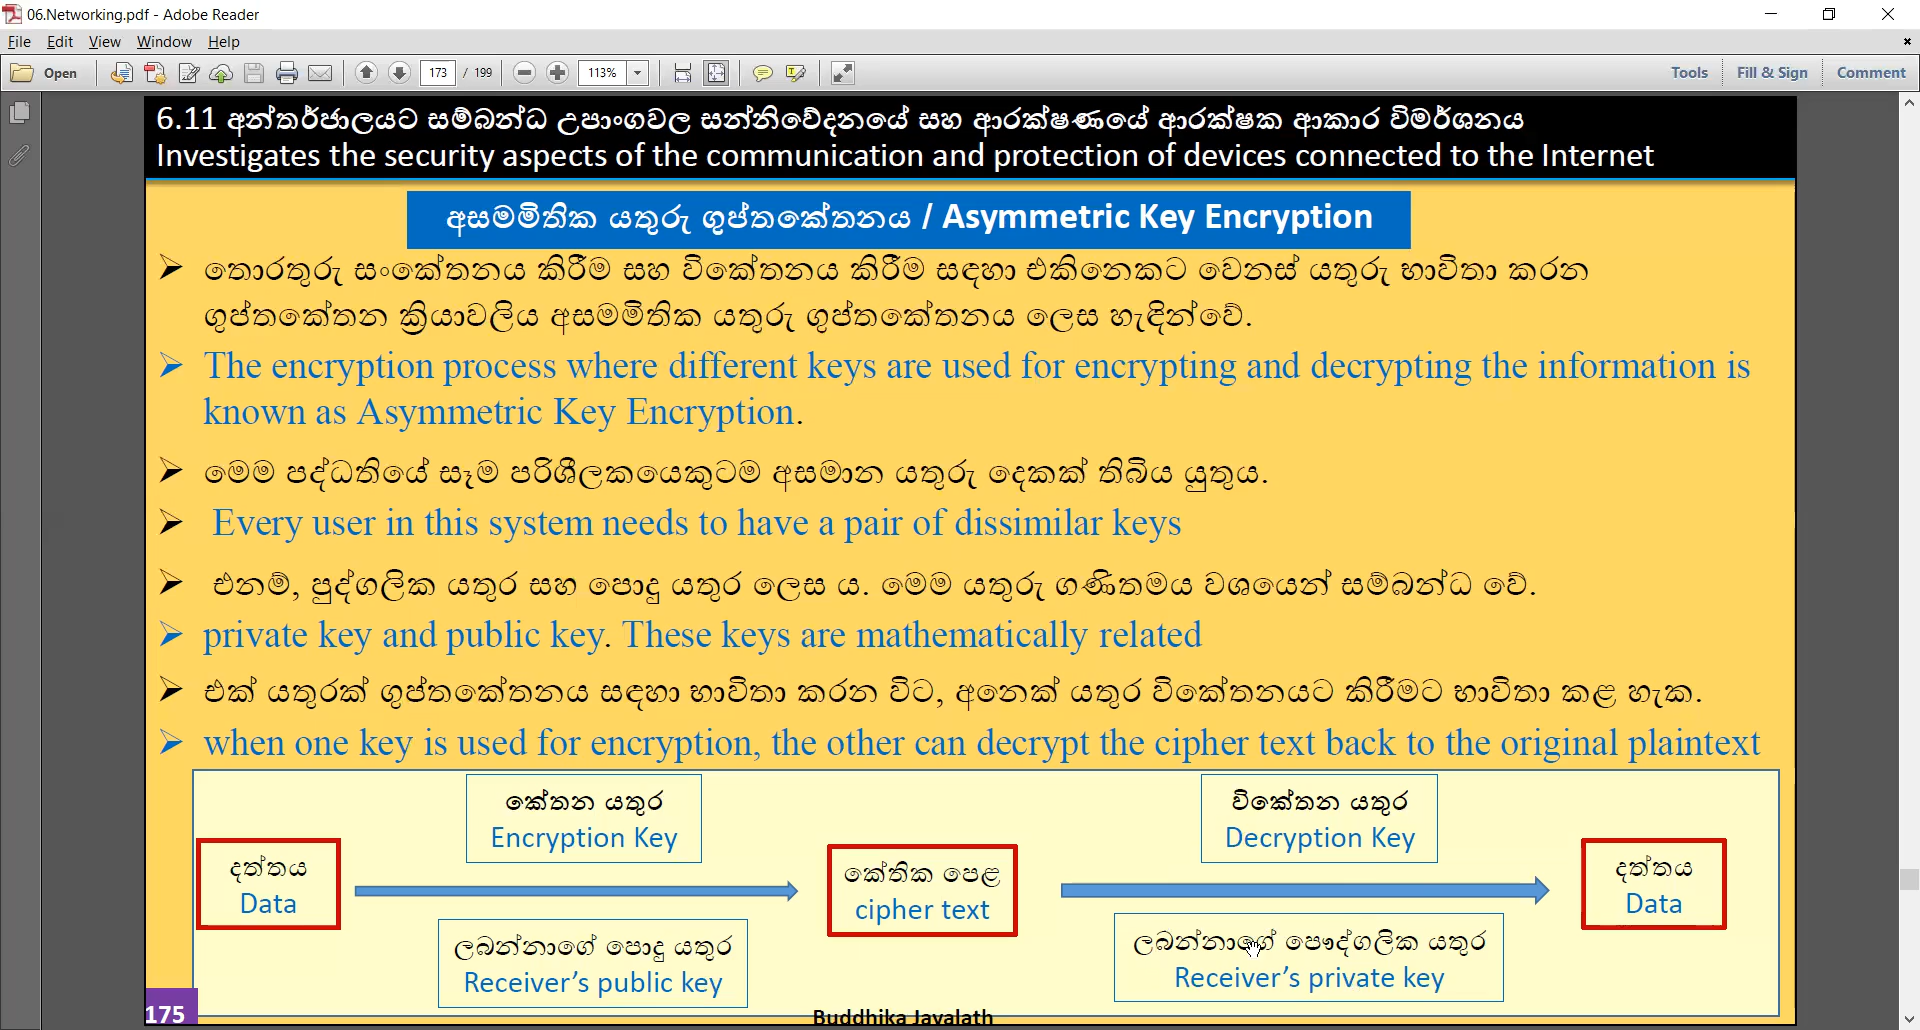 06.Networking.pdf - Adobe Reader
File Edit View Window Help
Open 173 / 199 113% Tools Fill & Sign Comment
6.11 අන්තර්ජාලයට සම්බන්ධ උපාංගවල සන්නිවේදනයේ සහ ආරක්ෂණයේ ආරක්ෂක ආකාර විමර්ශනය
Investigates the security aspects of the communication and protection of devices connected to the Internet
අසමමිතික යතුරු ගුප්තකේතනය / Asymmetric Key Encryption
තොරතුරු සංකේතනය කිරීම සහ විකේතනය කිරීම සඳහා එකිනෙකට වෙනස් යතුරු භාවිතා කරන
ගුප්තකේතන ක්‍රියාවලිය අසමමිතික යතුරු ගුප්තකේතනය ලෙස හැඳින්වේ.
The encryption process where different keys are used for encrypting and decrypting the information is
known as Asymmetric Key Encryption.
මෙම පද්ධතියේ සෑම පරිශීලකයෙකුටම අසමාන යතුරු දෙකක් තිබිය යුතුය.
Every user in this system needs to have a pair of dissimilar keys
එනම්, පුද්ගලික යතුර සහ පොදු යතුර ලෙස ය. මෙම යතුරු ගණිතමය වශයෙන් සම්බන්ධ වේ.
private key and public key. These keys are mathematically related
එක් යතුරක් ගුප්තකේතනය සඳහා භාවිතා කරන විට, අනෙක් යතුර විකේතනයට කිරීමට භාවිතා කළ හැක.
when one key is used for encryption, the other can decrypt the cipher text back to the original plaintext
කේතන යතුර
Encryption Key
විකේතන යතුර
Decryption Key
දත්තය
Data
කේතික පෙළ
cipher text
දත්තය
Data
ලබන්නාගේ පොදු යතුර
Receiver's public key
ලබන්නාගේ පෞද්ගලික යතුර
Receiver's private key
175
Buddhika Jayalath